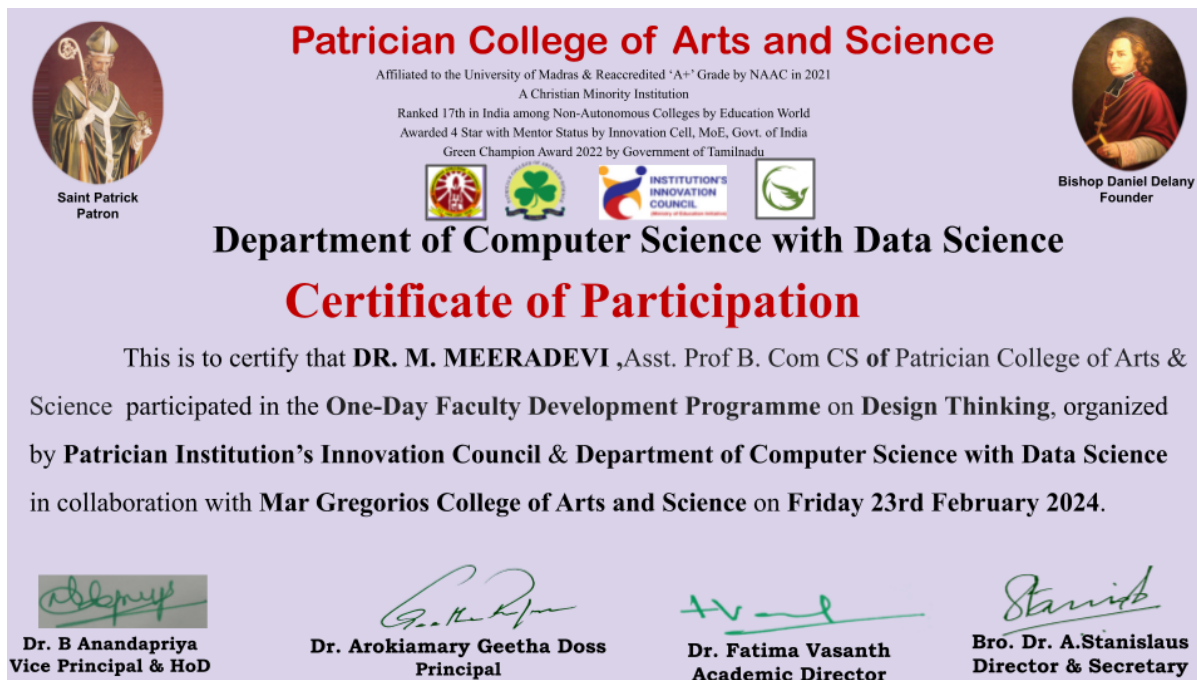 Patrician College of Arts and Science
Affiliated to the University of Madras & Reaccredited ‘A+’ Grade by NAAC in 2021
A Christian Minority Institution
Ranked 17th in India among Non-Autonomous Colleges by Education World
Awarded 4 Star with Mentor Status by Innovation Cell, MoE, Govt. of India
Green Champion Award 2022 by Government of Tamilnadu
Saint Patrick
Patron
INSTITUTION'S
INNOVATION
COUNCIL
(Ministry of Education Initiative)
Bishop Daniel Delany
Founder
Department of Computer Science with Data Science
Certificate of Participation
This is to certify that DR. M. MEERADEVI ,Asst. Prof B. Com CS of Patrician College of Arts &
Science participated in the One-Day Faculty Development Programme on Design Thinking, organized
by Patrician Institution’s Innovation Council & Department of Computer Science with Data Science
in collaboration with Mar Gregorios College of Arts and Science on Friday 23rd February 2024.
Dr. B Anandapriya
Vice Principal & HoD
Dr. Arokiamary Geetha Doss
Principal
Dr. Fatima Vasanth
Academic Director
Bro. Dr. A.Stanislaus
Director & Secretary